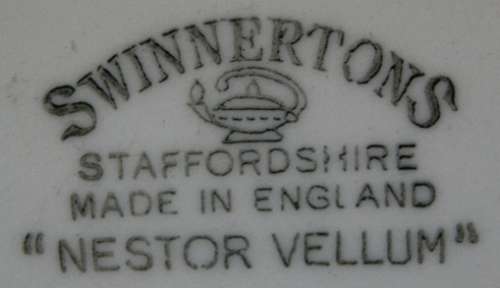 SWINNERTONS
STAFFORDSHIRE
MADE IN ENGLAND
"NESTOR VELLUM"